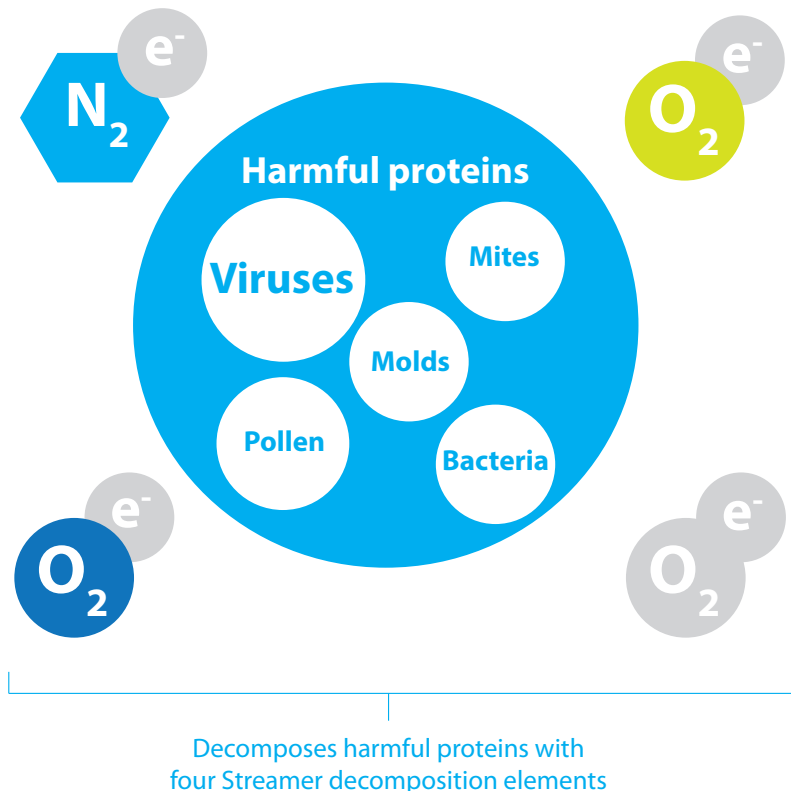 e-
N2
e-
O2
Harmful proteins
Viruses
Mites
Molds
Pollen
Bacteria
e-
O2
e-
O2
Decomposes harmful proteins with
four Streamer decomposition elements